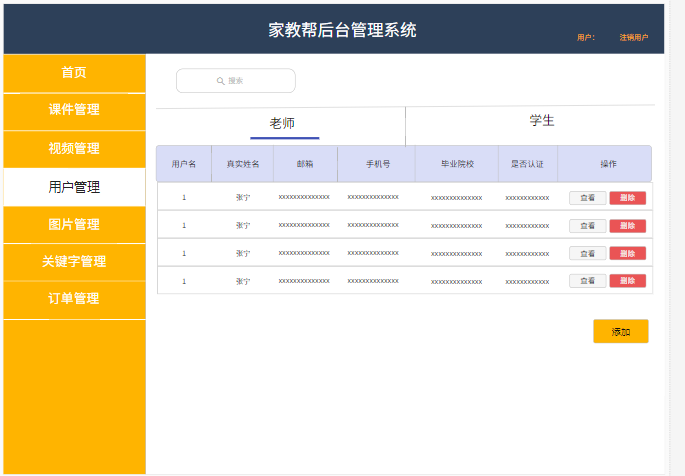 家教帮后台管理系统
用户： 注销用户
首页
课件管理
视频管理
用户管理
图片管理
关键字管理
订单管理
搜索
老师 学生
用户名 真实姓名 邮箱 手机号 毕业院校 是否认证 操作
1 张宁 xxxxxxxxxxxxxx xxxxxxxxxxxxxx xxxxxxxxxxxxxx xxxxxxxxxxxx 查看 删除
1 张宁 xxxxxxxxxxxxxx xxxxxxxxxxxxxx xxxxxxxxxxxxxx xxxxxxxxxxxx 查看 删除
1 张宁 xxxxxxxxxxxxxx xxxxxxxxxxxxxx xxxxxxxxxxxxxx xxxxxxxxxxxx 查看 删除
1 张宁 xxxxxxxxxxxxxx xxxxxxxxxxxxxx xxxxxxxxxxxxxx xxxxxxxxxxxx 查看 删除
添加